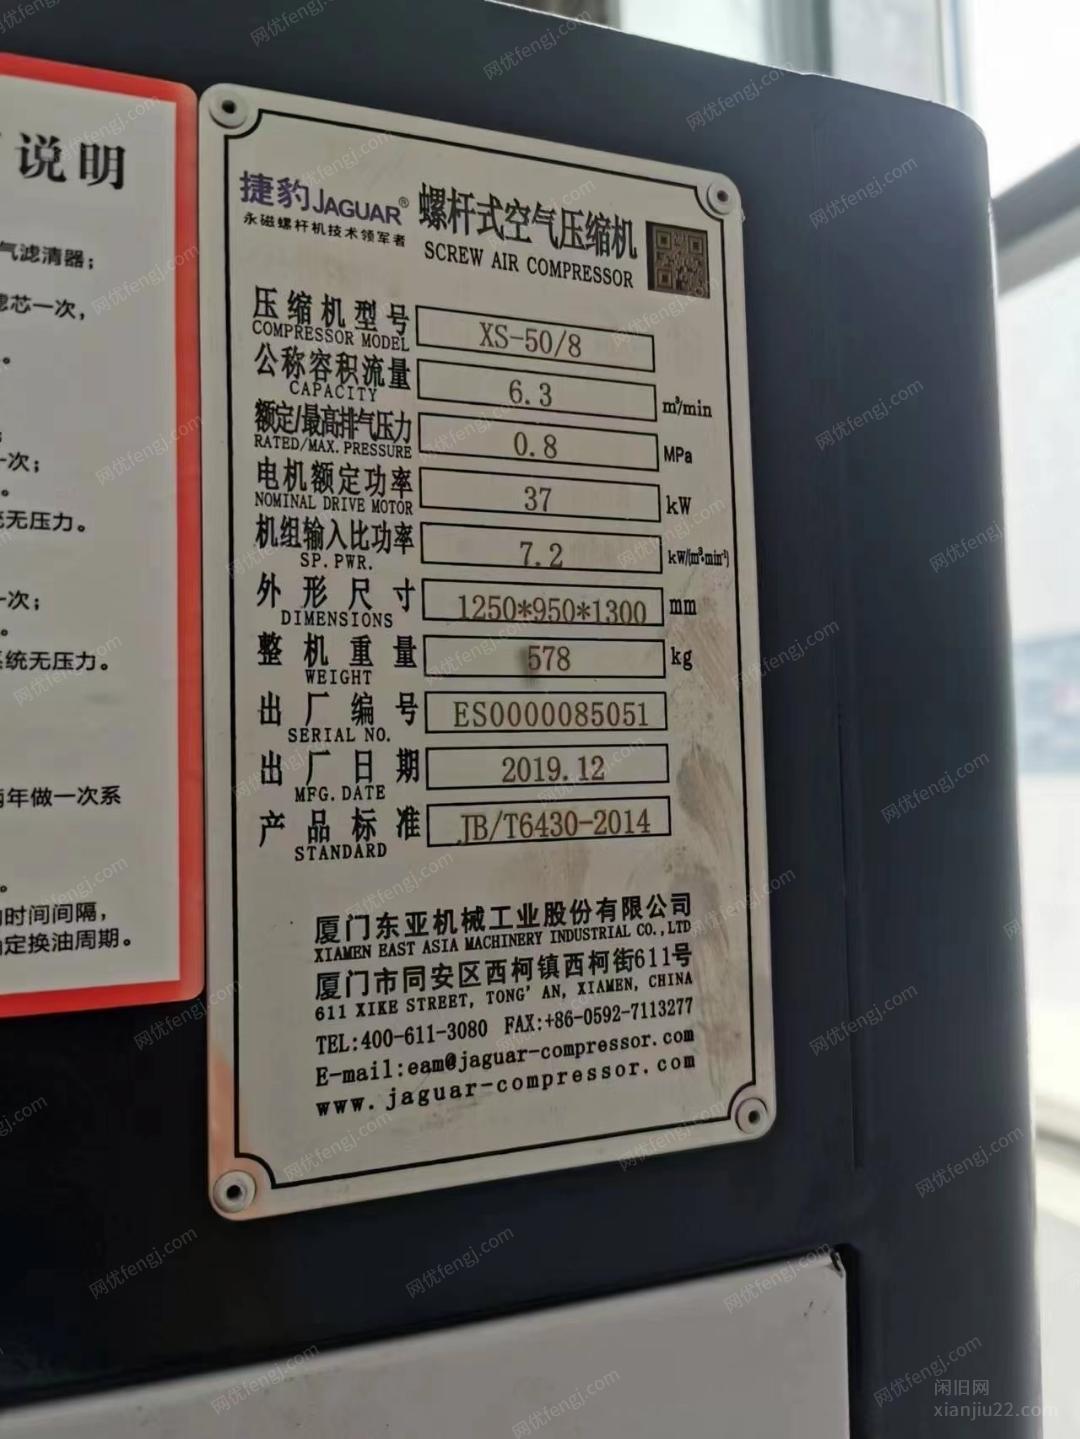 说明
气滤清器；
滤芯一次，
一次；
统无压力。
一次；
系统无压力。
两年做一次系
时间间隔，
定换油周期。
捷豹 JAGUAR®
永磁螺杆机技术领军者
螺杆式空气压缩机
SCREW AIR COMPRESSOR
压缩机型号
COMPRESSOR MODEL
XS-50/8
公称容积流量
CAPACITY
6.3
m³/min
额定/最高排气压力
RATED/MAX. PRESSURE
0.8
MPa
电机额定功率
NOMINAL DRIVE MOTOR
37
kW
机组输入比功率
SP. PWR.
7.2
kW/(m³·min⁻¹)
外形尺寸
DIMENSIONS
1250*950*1300
mm
整机重量
WEIGHT
578
kg
出厂编号
SERIAL NO.
ES0000085051
出厂日期
MFG. DATE
2019.12
产品标准
STANDARD
JB/T6430-2014
厦门东亚机械工业股份有限公司
XIAMEN EAST ASIA MACHINERY INDUSTRIAL CO.,LTD
厦门市同安区西柯镇西柯街611号
611 XIKE STREET, TONG' AN, XIAMEN, CHINA
TEL:400-611-3080 FAX:+86-0592-7113277
E-mail:eam@jaguar-compressor.com
www.jaguar-compressor.com
网优fengj.com
闲旧网
xianjiu22.com